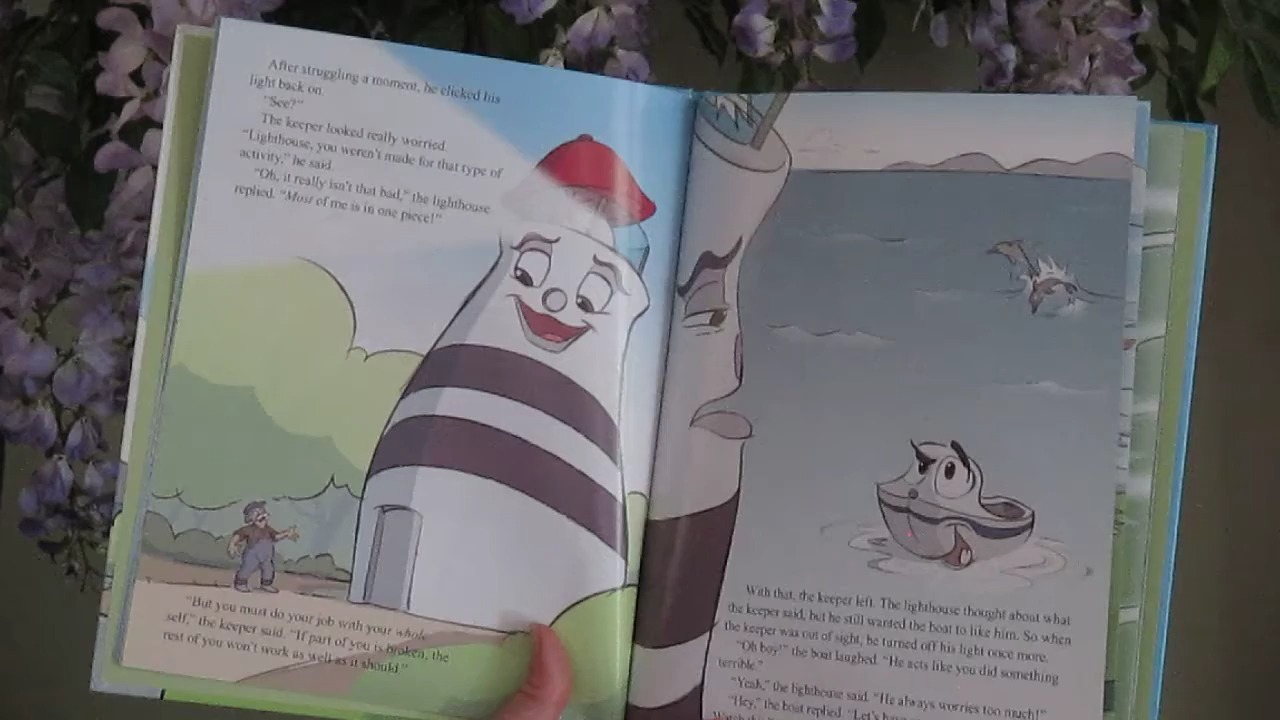 After struggling a moment, he clicked his
light back on.
"See?"
The keeper looked really worried.
"Lighthouse, you weren't made for that type of
activity," he said.
"Oh, it really isn't that bad," the lighthouse
replied. "Most of me is in one piece!"
"But you must do your job with your whole
self," the keeper said. "If part of you is broken, the
rest of you won't work as well as it should."
With that, the keeper left. The lighthouse thought about what
the keeper said, but he still wanted the boat to like him. So when
the keeper was out of sight, he turned off his light once more.
"Oh boy!" the boat laughed. "He acts like you did something
terrible."
"Yeah," the lighthouse said. "He always worries too much!"
"Hey," the boat replied. "Let's have